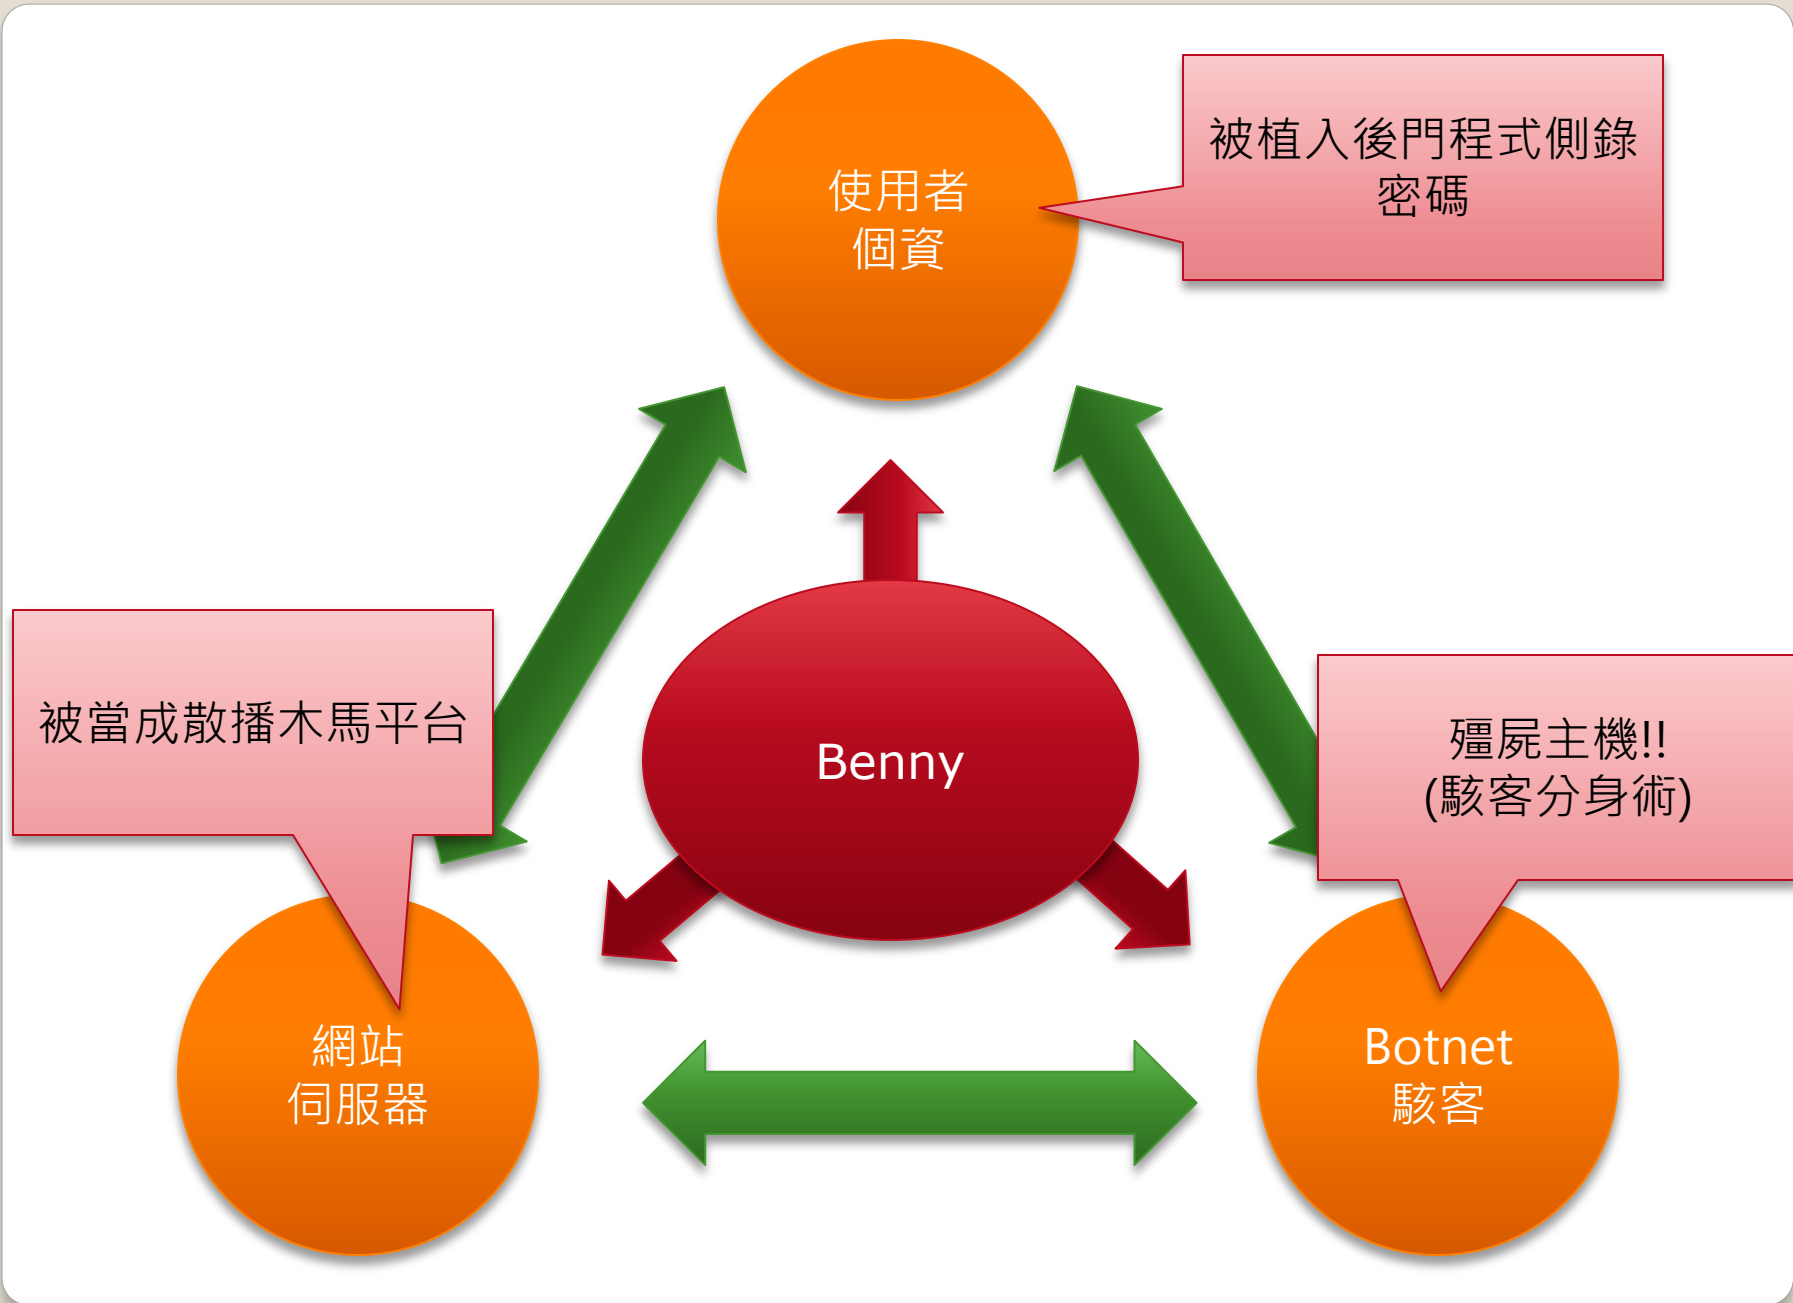 使用者
個資
被植入後門程式側錄
密碼
被當成散播木馬平台
Benny
殭屍主機!!
(駭客分身術)
網站
伺服器
Botnet
駭客